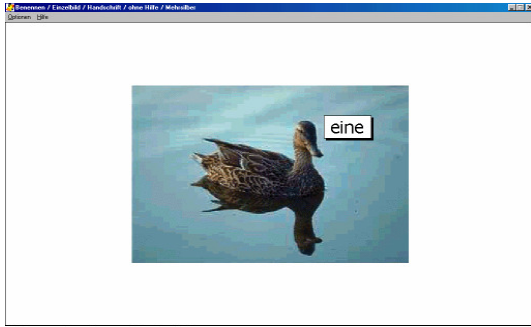 Benennen / Einzelbild / Handschrift / ohne Hilfe / Mehrsilber
Optionen Hilfe
eine